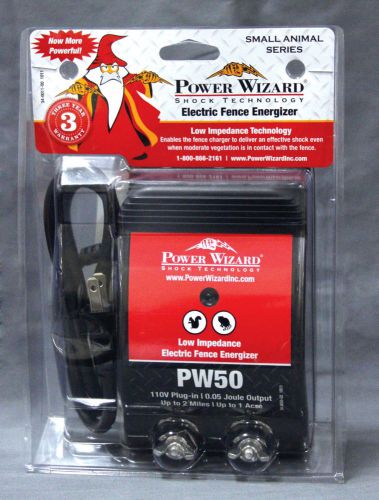 Now More
Powerful!
SMALL ANIMAL
SERIES
POWER WIZARD®
SHOCK TECHNOLOGY
Electric Fence Energizer
THREE YEAR
3
WARRANTY
Low Impedance Technology
Enables the fence charger to deliver an effective shock even
when moderate vegetation is in contact with the fence.
1-800-866-2161 | www.PowerWizardInc.com
POWER WIZARD®
SHOCK TECHNOLOGY
www.PowerWizardInc.com
Low Impedance
Electric Fence Energizer
PW50
110V Plug-in | 0.05 Joule Output
Up to 2 Miles | Up to 1 Acre